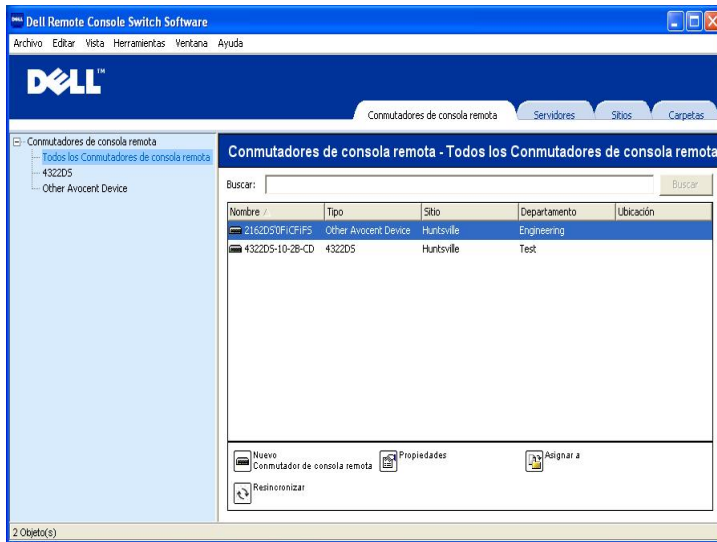 Dell Remote Console Switch Software
Archivo Editar Vista Herramientas Ventana Ayuda
DELL™
Conmutadores de consola remota Servidores Sitios Carpetas
Conmutadores de consola remota
Todos los Conmutadores de consola remota
4322DS
Other Avocent Device
Conmutadores de consola remota - Todos los Conmutadores de consola remota
Buscar: Buscar
Nombre Tipo Sitio Departamento Ubicación
Other Avocent Device Huntsville Engineering
4322DS-10-2B-CD 4322DS Huntsville Test
Nuevo
Conmutador de consola remota
Propiedades
Asignar a
Resincronizar
2 Objeto(s)